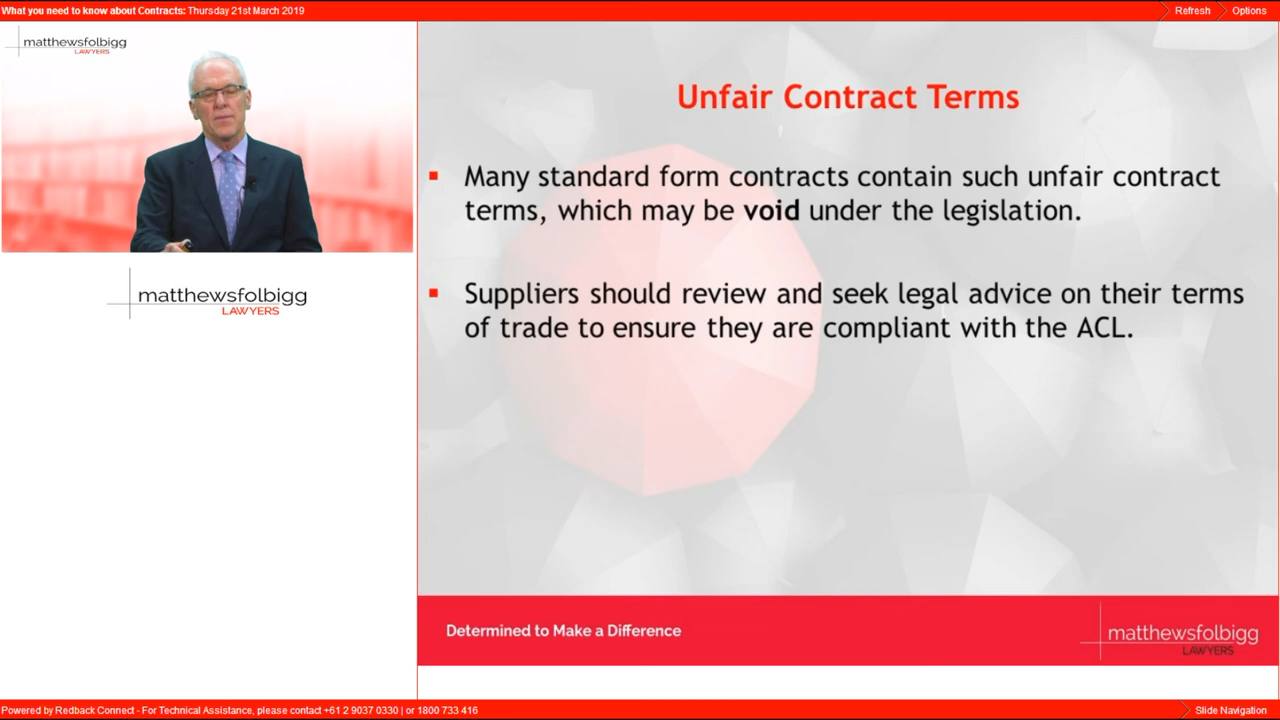 What you need to know about Contracts: Thursday 21st March 2019
Refresh
Options
matthewsfolbigg
LAWYERS
matthewsfolbigg
LAWYERS
Unfair Contract Terms
Many standard form contracts contain such unfair contract
terms, which may be void under the legislation.
Suppliers should review and seek legal advice on their terms
of trade to ensure they are compliant with the ACL.
Determined to Make a Difference
matthewsfolbigg
LAWYERS
Powered by Redback Connect - For Technical Assistance, please contact +61 2 9037 0330 | or 1800 733 416
Slide Navigation